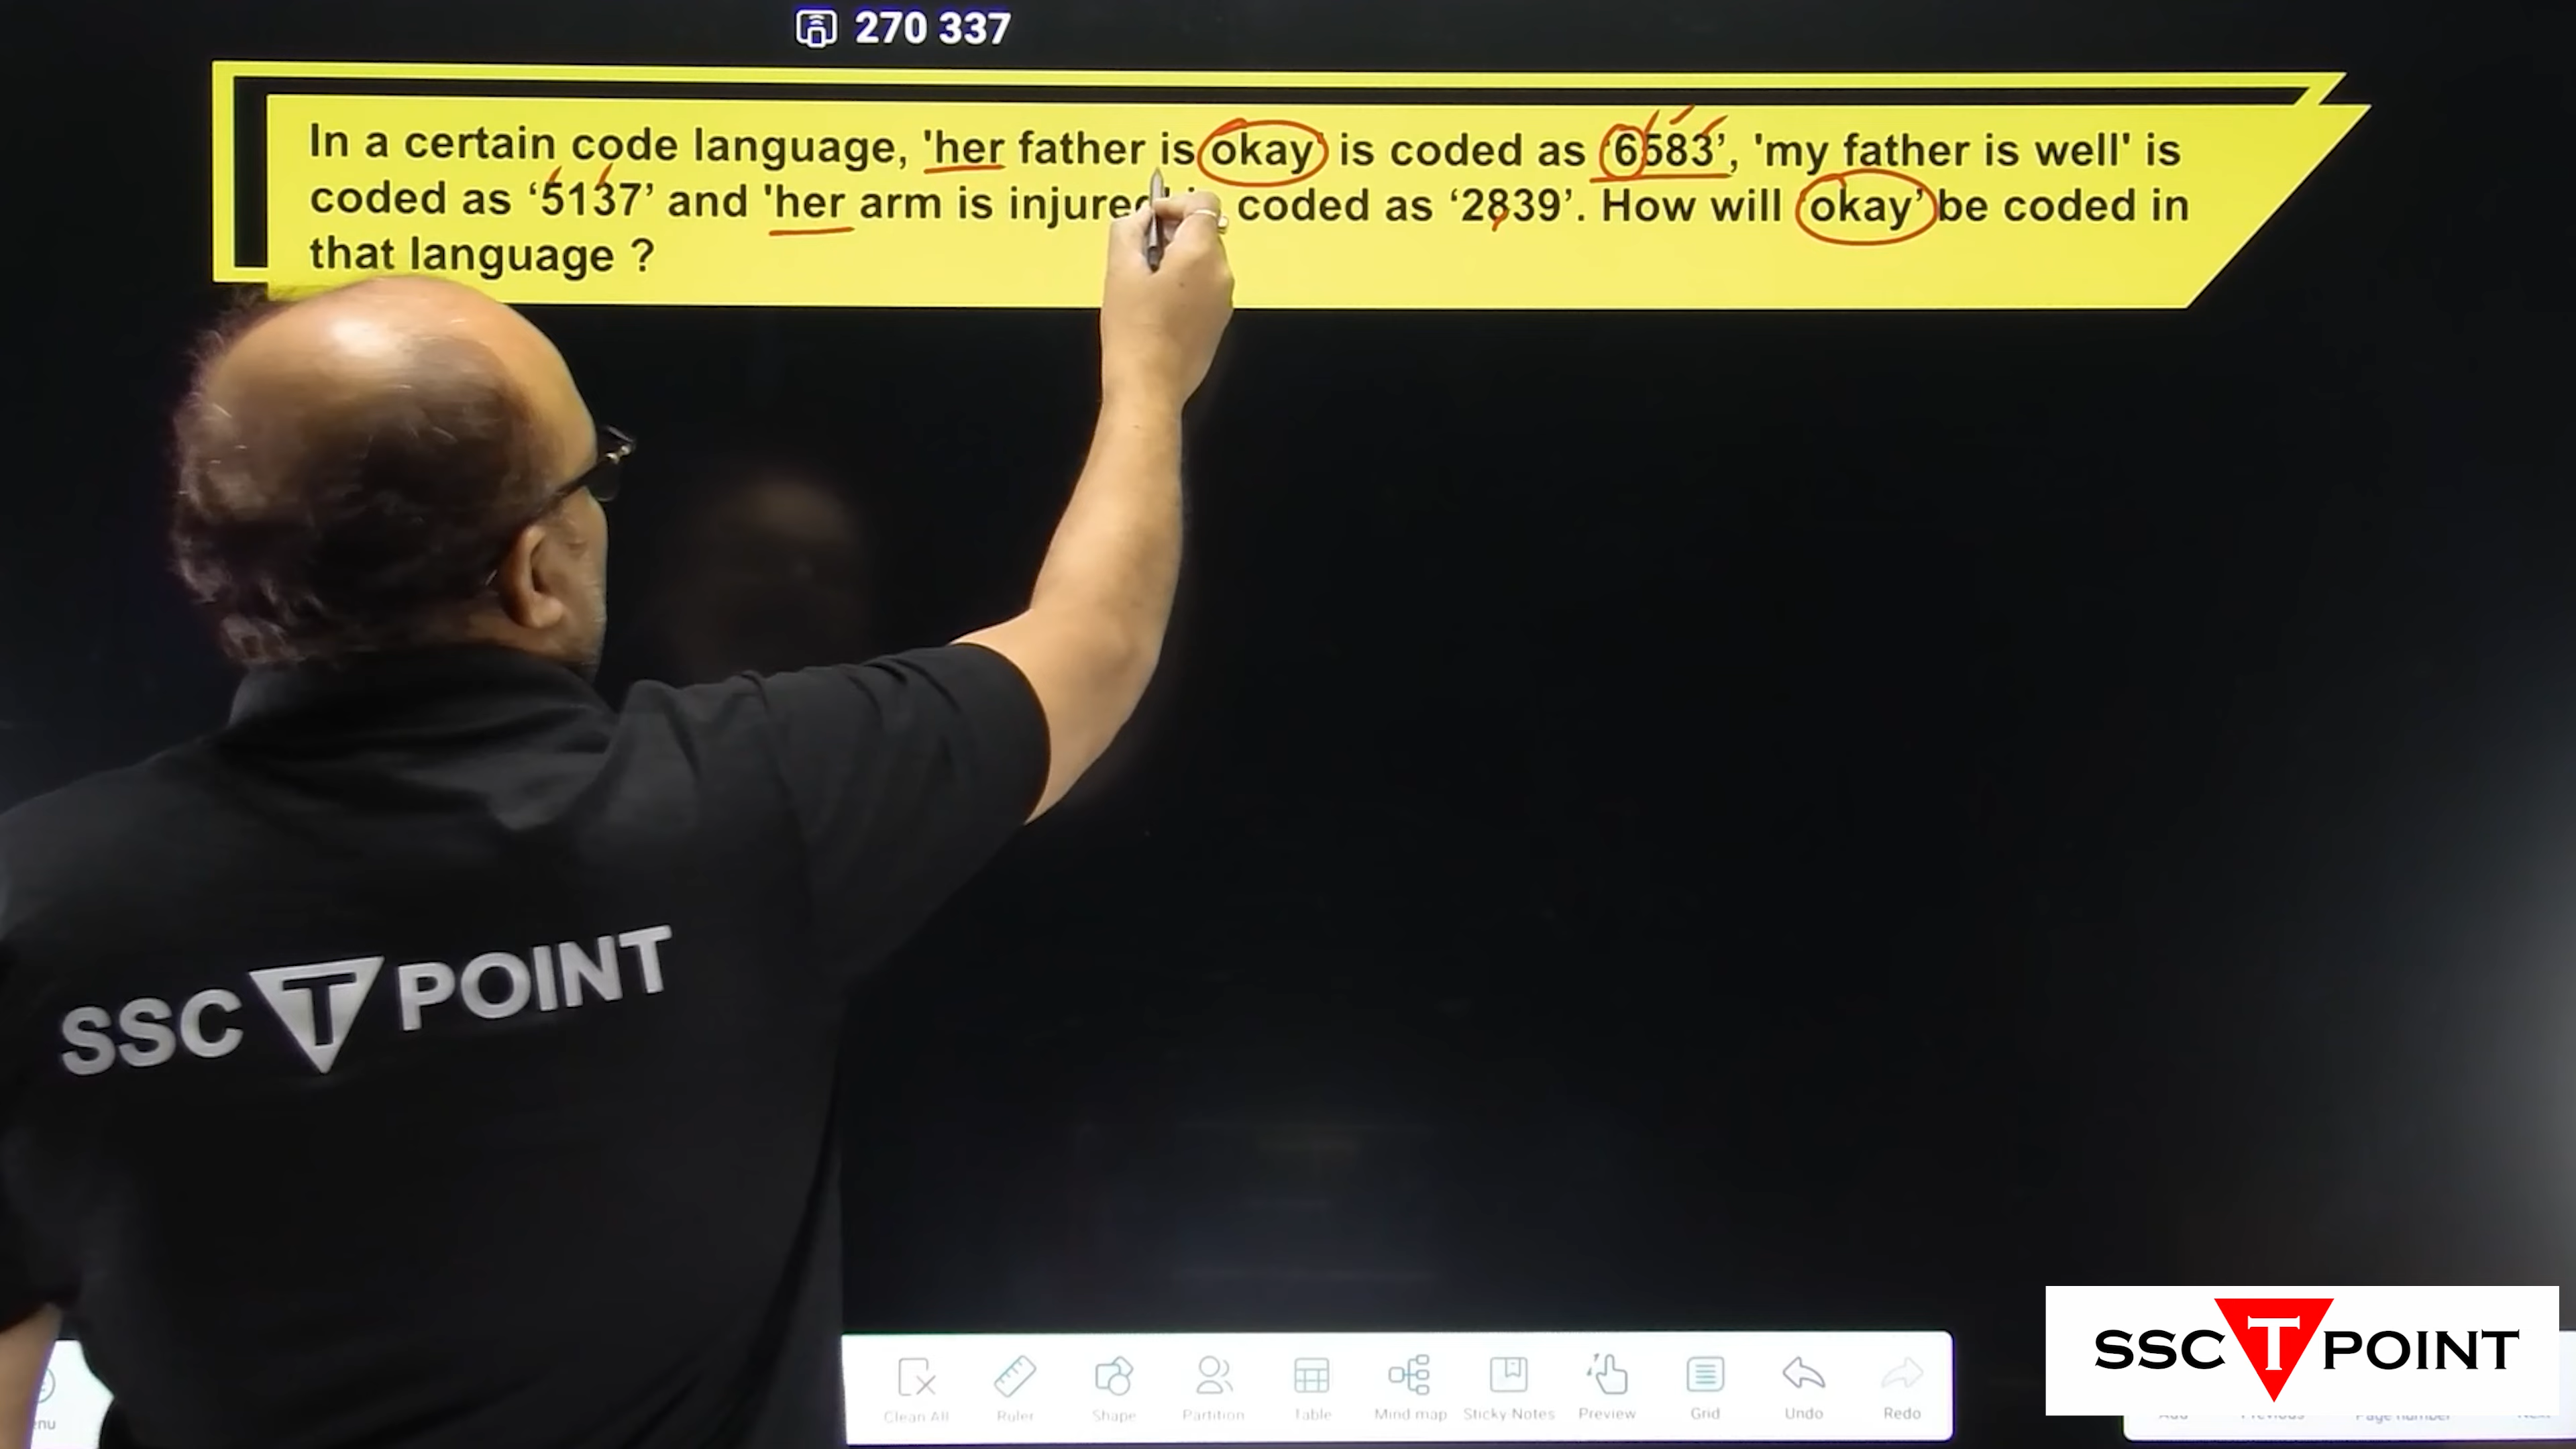 270 337
In a certain code language, 'her father is okay' is coded as '6583', 'my father is well' is
coded as ‘5137’ and 'her arm is injured' coded as ‘2839’. How will ‘okay’ be coded in
that language ?
SSC T POINT
Clean All Ruler Shape Partition Table Mind map Sticky Notes Preview Grid Undo Redo
SSC T POINT